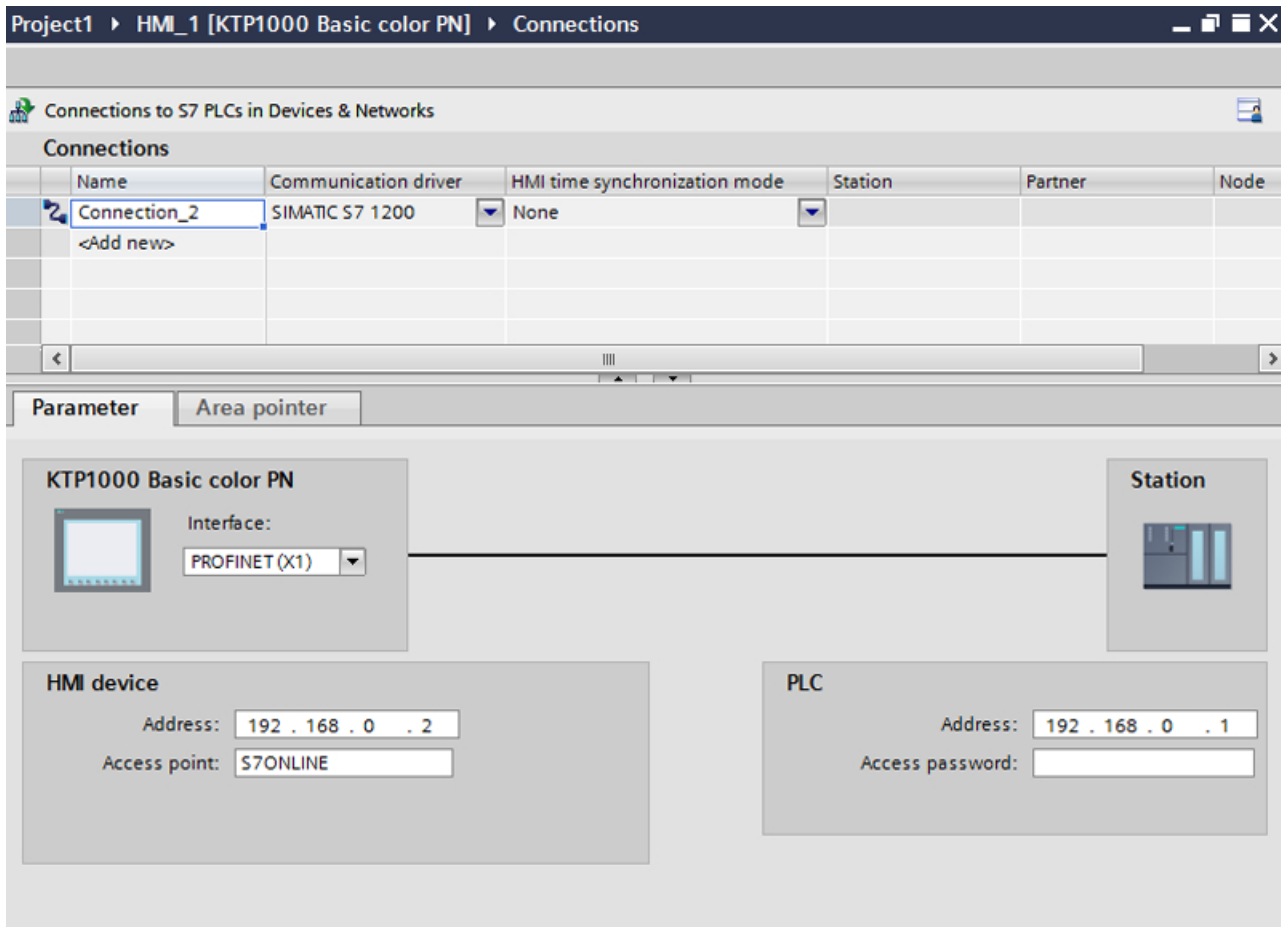 Project1 ▸ HMI_1 [KTP1000 Basic color PN] ▸ Connections
Connections to S7 PLCs in Devices & Networks
Connections
Name Communication driver HMI time synchronization mode Station Partner Node
Connection_2 SIMATIC S7 1200 None
<Add new>
Parameter Area pointer
KTP1000 Basic color PN Station
Interface:
PROFINET (X1)
HMI device PLC
Address: 192 . 168 . 0 . 2 Address: 192 . 168 . 0 . 1
Access point: S7ONLINE Access password: